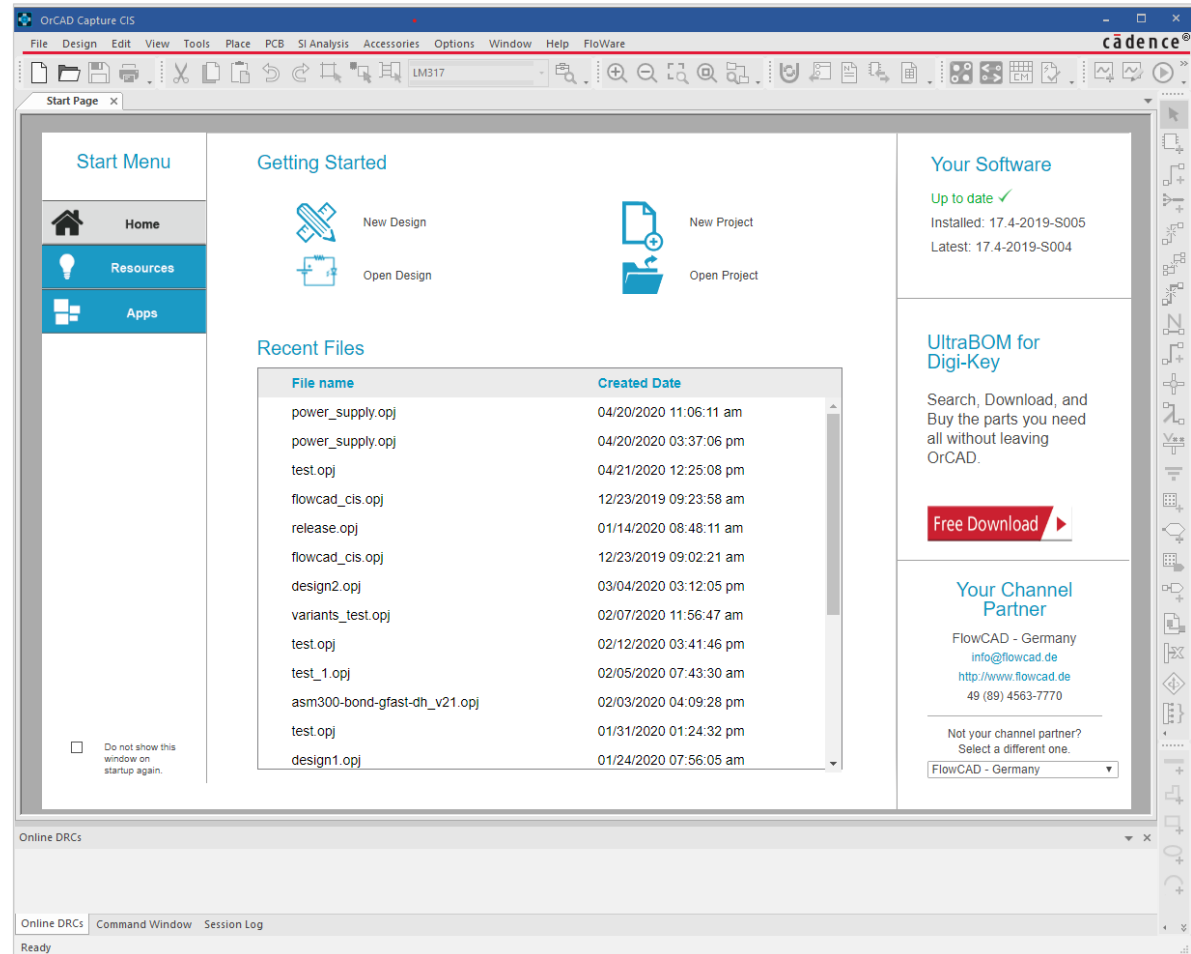 OrCAD Capture CIS
File Design Edit View Tools Place PCB SI Analysis Accessories Options Window Help FloWare
cādence®
LM317
Start Page
Start Menu
Home
Resources
Apps
Do not show this
window on
startup again.
Getting Started
New Design
New Project
Open Design
Open Project
Recent Files
File name Created Date
power_supply.opj 04/20/2020 11:06:11 am
power_supply.opj 04/20/2020 03:37:06 pm
test.opj 04/21/2020 12:25:08 pm
flowcad_cis.opj 12/23/2019 09:23:58 am
release.opj 01/14/2020 08:48:11 am
flowcad_cis.opj 12/23/2019 09:02:21 am
design2.opj 03/04/2020 03:12:05 pm
variants_test.opj 02/07/2020 11:56:47 am
test.opj 02/12/2020 03:41:46 pm
test_1.opj 02/05/2020 07:43:30 am
asm300-bond-gfast-dh_v21.opj 02/03/2020 04:09:28 pm
test.opj 01/31/2020 01:24:32 pm
design1.opj 01/24/2020 07:56:05 am
Your Software
Up to date ✓
Installed: 17.4-2019-S005
Latest: 17.4-2019-S004
UltraBOM for
Digi-Key
Search, Download, and
Buy the parts you need
all without leaving
OrCAD.
Free Download
Your Channel
Partner
FlowCAD - Germany
info@flowcad.de
http://www.flowcad.de
49 (89) 4563-7770
Not your channel partner?
Select a different one.
FlowCAD - Germany
Online DRCs
Online DRCs Command Window Session Log
Ready